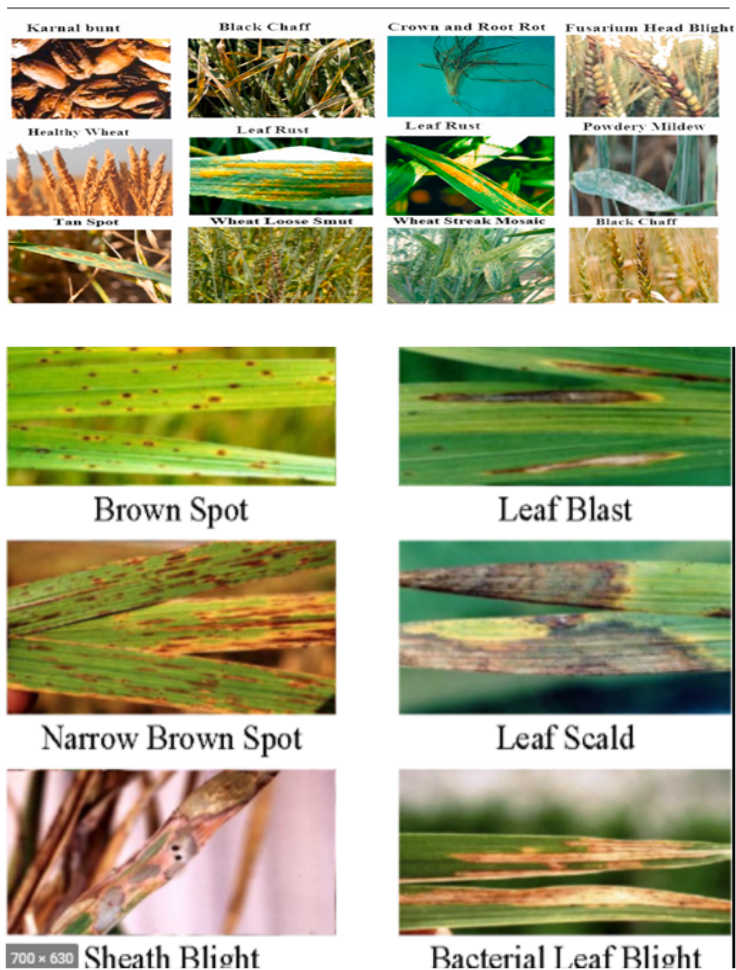 Karnal bunt Black Chaff Crown and Root Rot Fusarium Head Blight
Healthy Wheat Leaf Rust Leaf Rust Powdery Mildew
Tan Spot Wheat Loose Smut Wheat Streak Mosaic Black Chaff
Brown Spot Leaf Blast
Narrow Brown Spot Leaf Scald
700 × 630 Sheath Blight Bacterial Leaf Blight